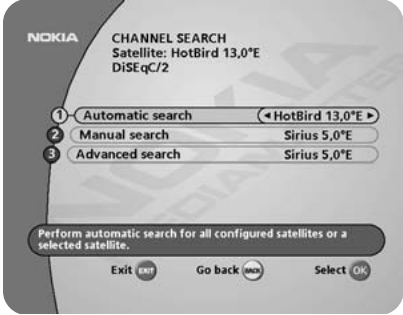 NOKIA
CHANNEL SEARCH
Satellite: HotBird 13,0°E
DiSEqC/2
1 Automatic search HotBird 13,0°E
2 Manual search Sirius 5,0°E
3 Advanced search Sirius 5,0°E
Perform automatic search for all configured satellites or a
selected satellite.
Exit EXIT Go back BACK Select OK
NOKIA
MEDIAMASTER